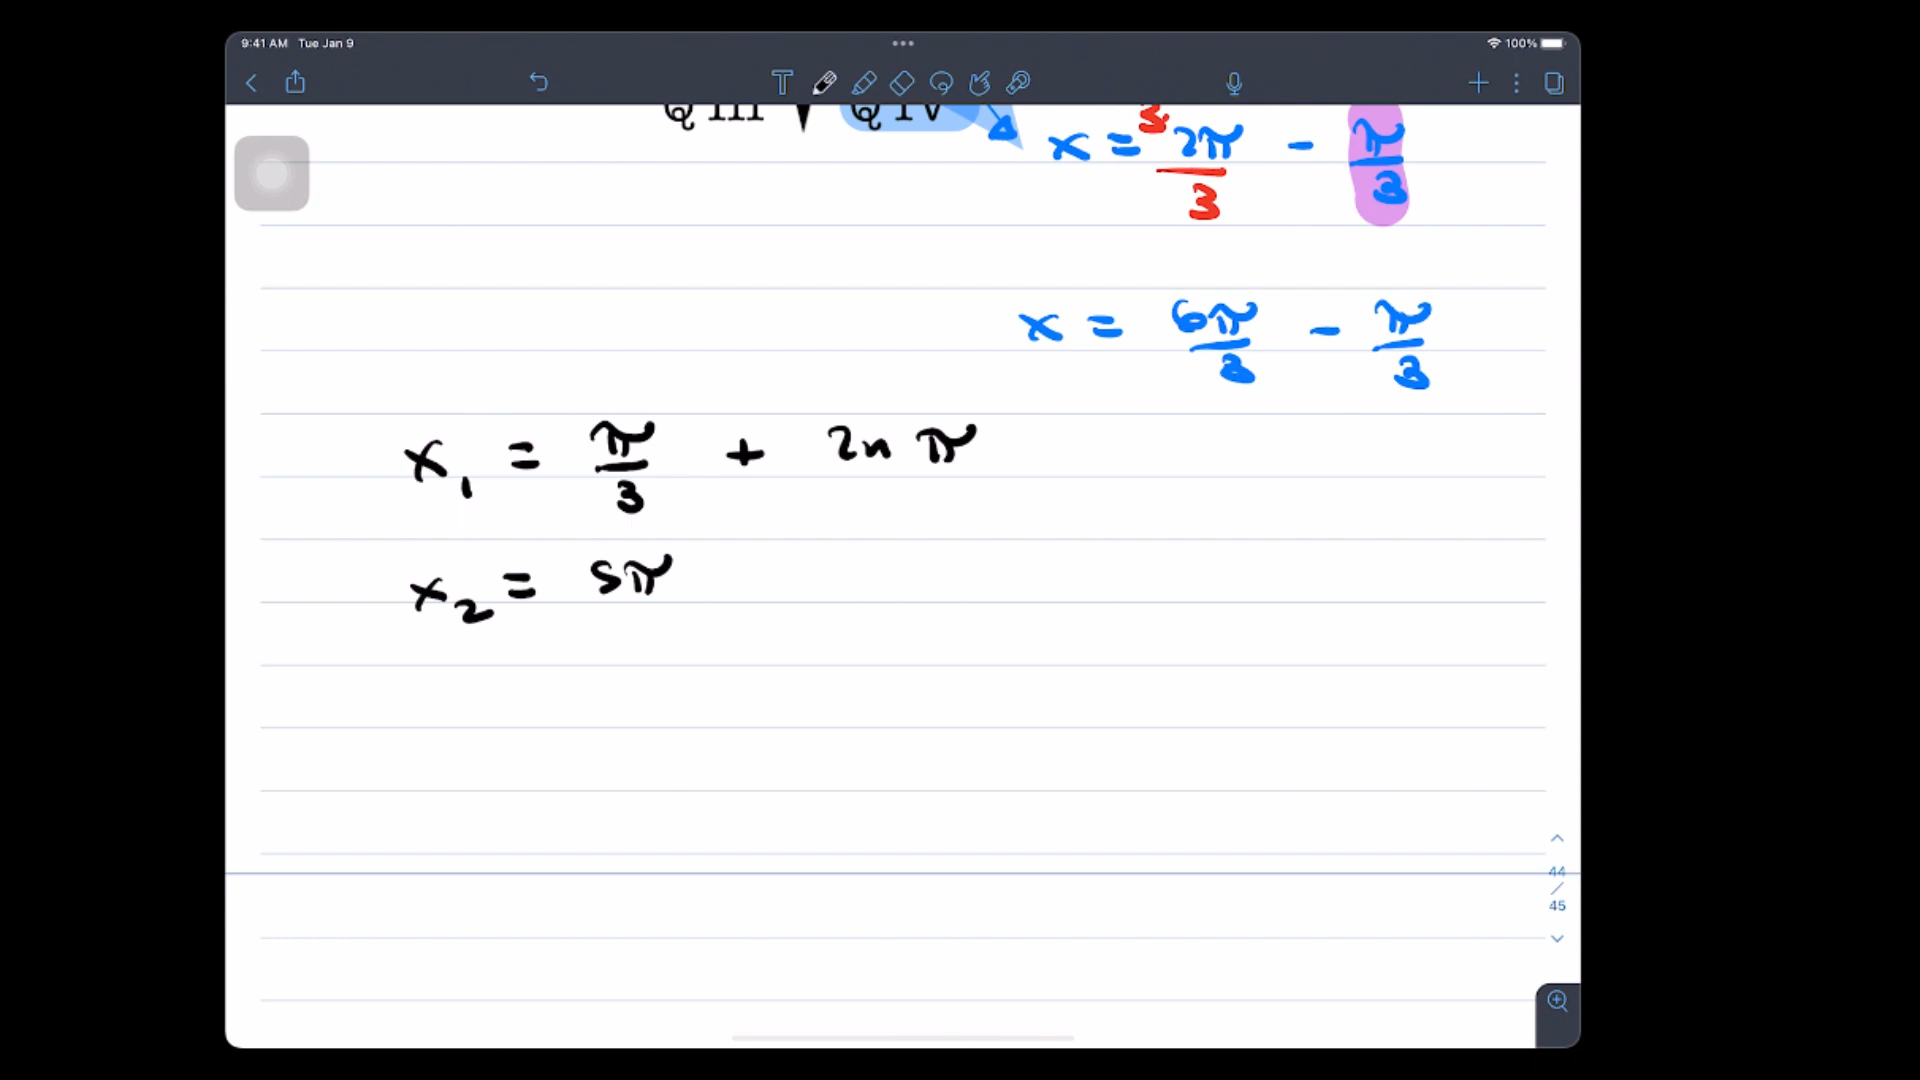 9:41 AM Tue Jan 9 100%
T
Q III Q IV
x = 3 2π/3 - π/3
x = 6π/3 - π/3
x₁ = π/3 + 2nπ
x₂ = 5π
44
/
45